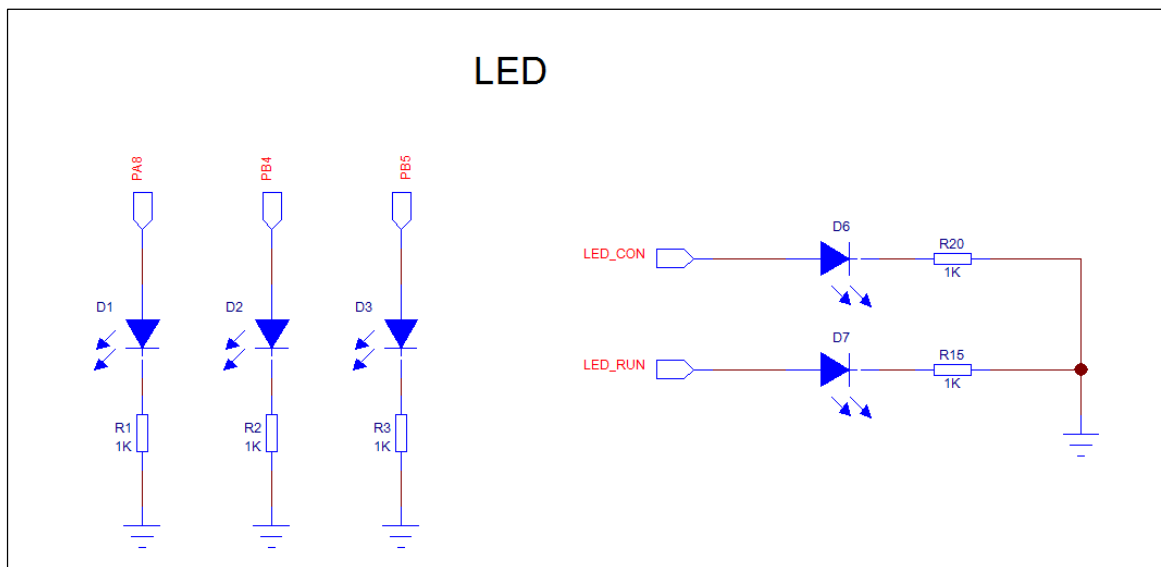 LED
PA8
PB4
PB5
D1
D2
D3
R1
1K
R2
1K
R3
1K
LED_CON
D6
R20
1K
LED_RUN
D7
R15
1K